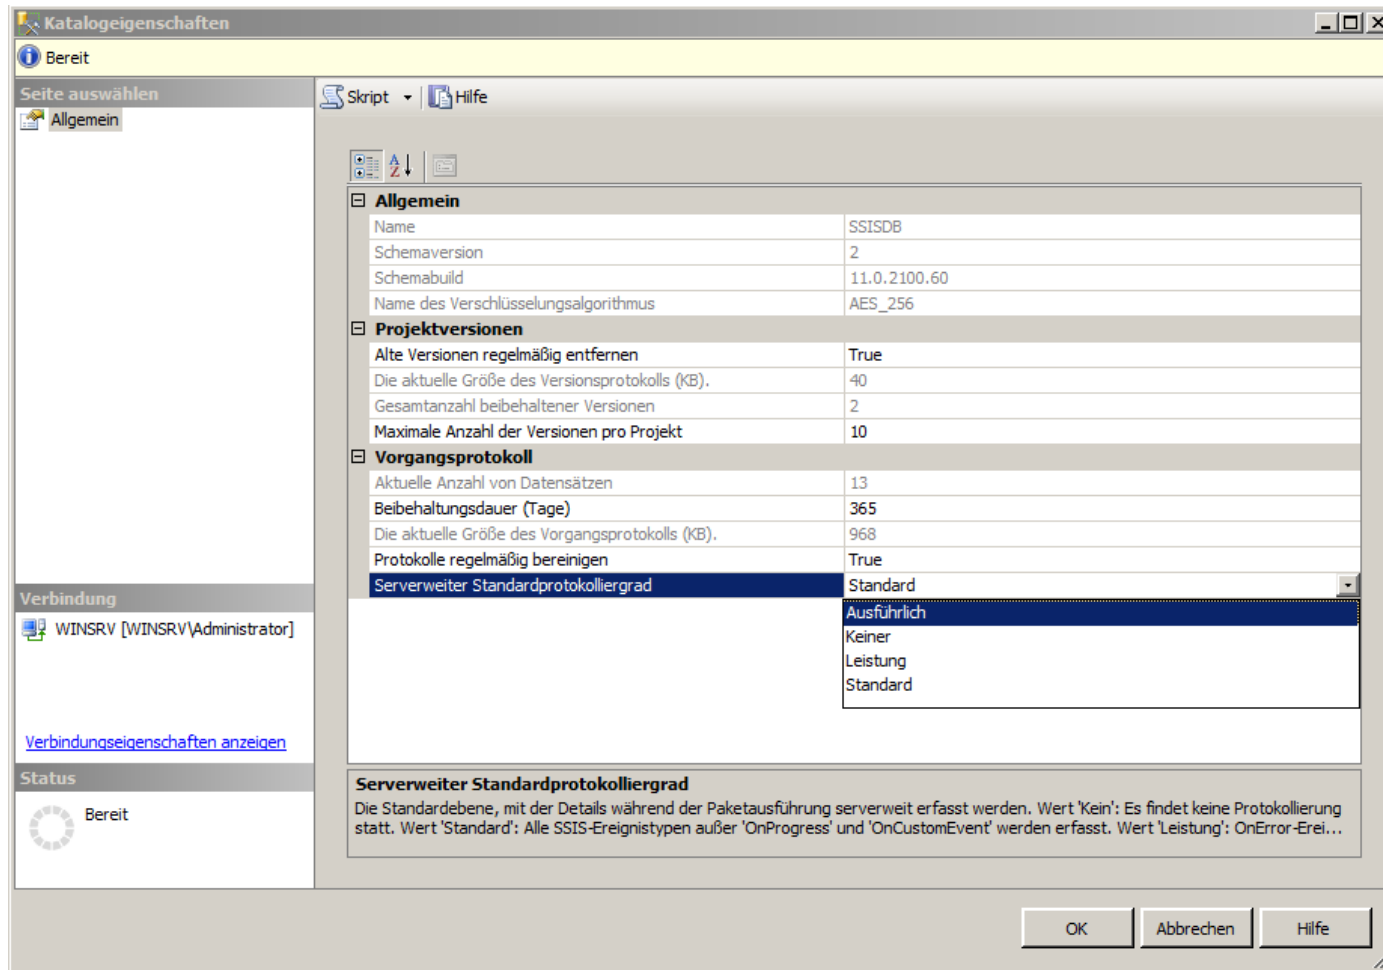 Katalogeigenschaften
Bereit
Seite auswählen
Allgemein
Skript
Hilfe
Allgemein
Name SSISDB
Schemaversion 2
Schemabuild 11.0.2100.60
Name des Verschlüsselungsalgorithmus AES_256
Projektversionen
Alte Versionen regelmäßig entfernen True
Die aktuelle Größe des Versionsprotokolls (KB). 40
Gesamtanzahl beibehaltener Versionen 2
Maximale Anzahl der Versionen pro Projekt 10
Vorgangsprotokoll
Aktuelle Anzahl von Datensätzen 13
Beibehaltungsdauer (Tage) 365
Die aktuelle Größe des Vorgangsprotokolls (KB). 968
Protokolle regelmäßig bereinigen True
Serverweiter Standardprotokolliergrad Standard
Ausführlich
Keiner
Leistung
Standard
Verbindung
WINSRV [WINSRV\Administrator]
Verbindungseigenschaften anzeigen
Status
Bereit
Serverweiter Standardprotokolliergrad
Die Standardebene, mit der Details während der Paketausführung serverweit erfasst werden. Wert 'Kein': Es findet keine Protokollierung
statt. Wert 'Standard': Alle SSIS-Ereignistypen außer 'OnProgress' und 'OnCustomEvent' werden erfasst. Wert 'Leistung': OnError-Erei...
OK
Abbrechen
Hilfe